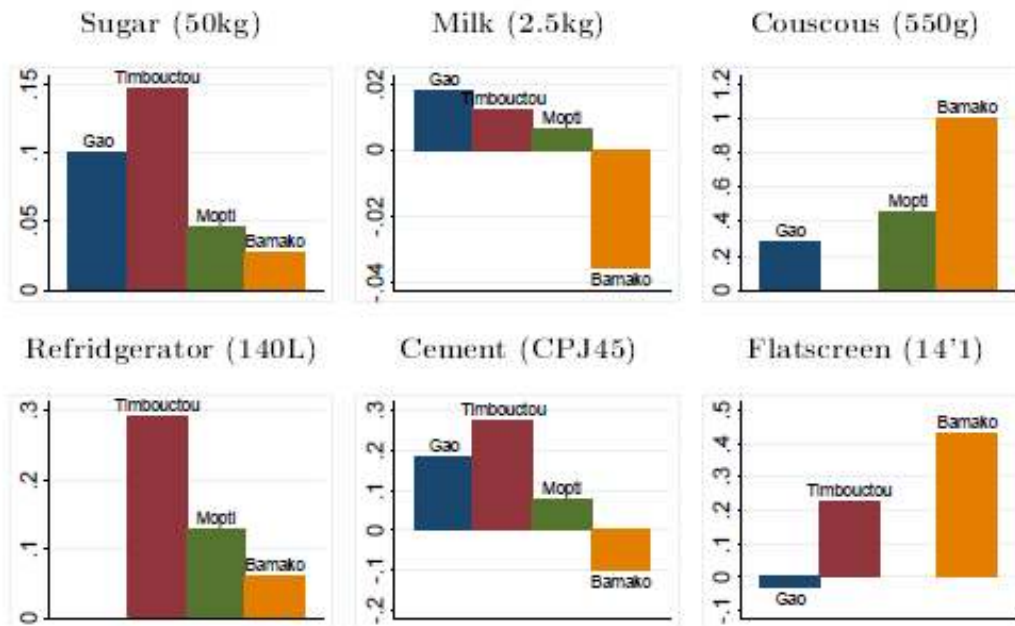 Sugar (50kg)
.15
.1
.05
0
Gao
Timbouctou
Mopti
Bamako
Milk (2.5kg)
.02
0
-.02
-.04
Gao
Timbouctou
Mopti
Bamako
Couscous (550g)
1.2
1
.8
.6
.4
.2
0
Gao
Mopti
Bamako
Refridgerator (140L)
.3
.2
.1
0
Timbouctou
Mopti
Bamako
Cement (CPJ45)
.3
.2
.1
0
-.1
-.2
Gao
Timbouctou
Mopti
Bamako
Flatscreen (14'1)
.5
.4
.3
.2
.1
0
-.1
Gao
Timbouctou
Bamako